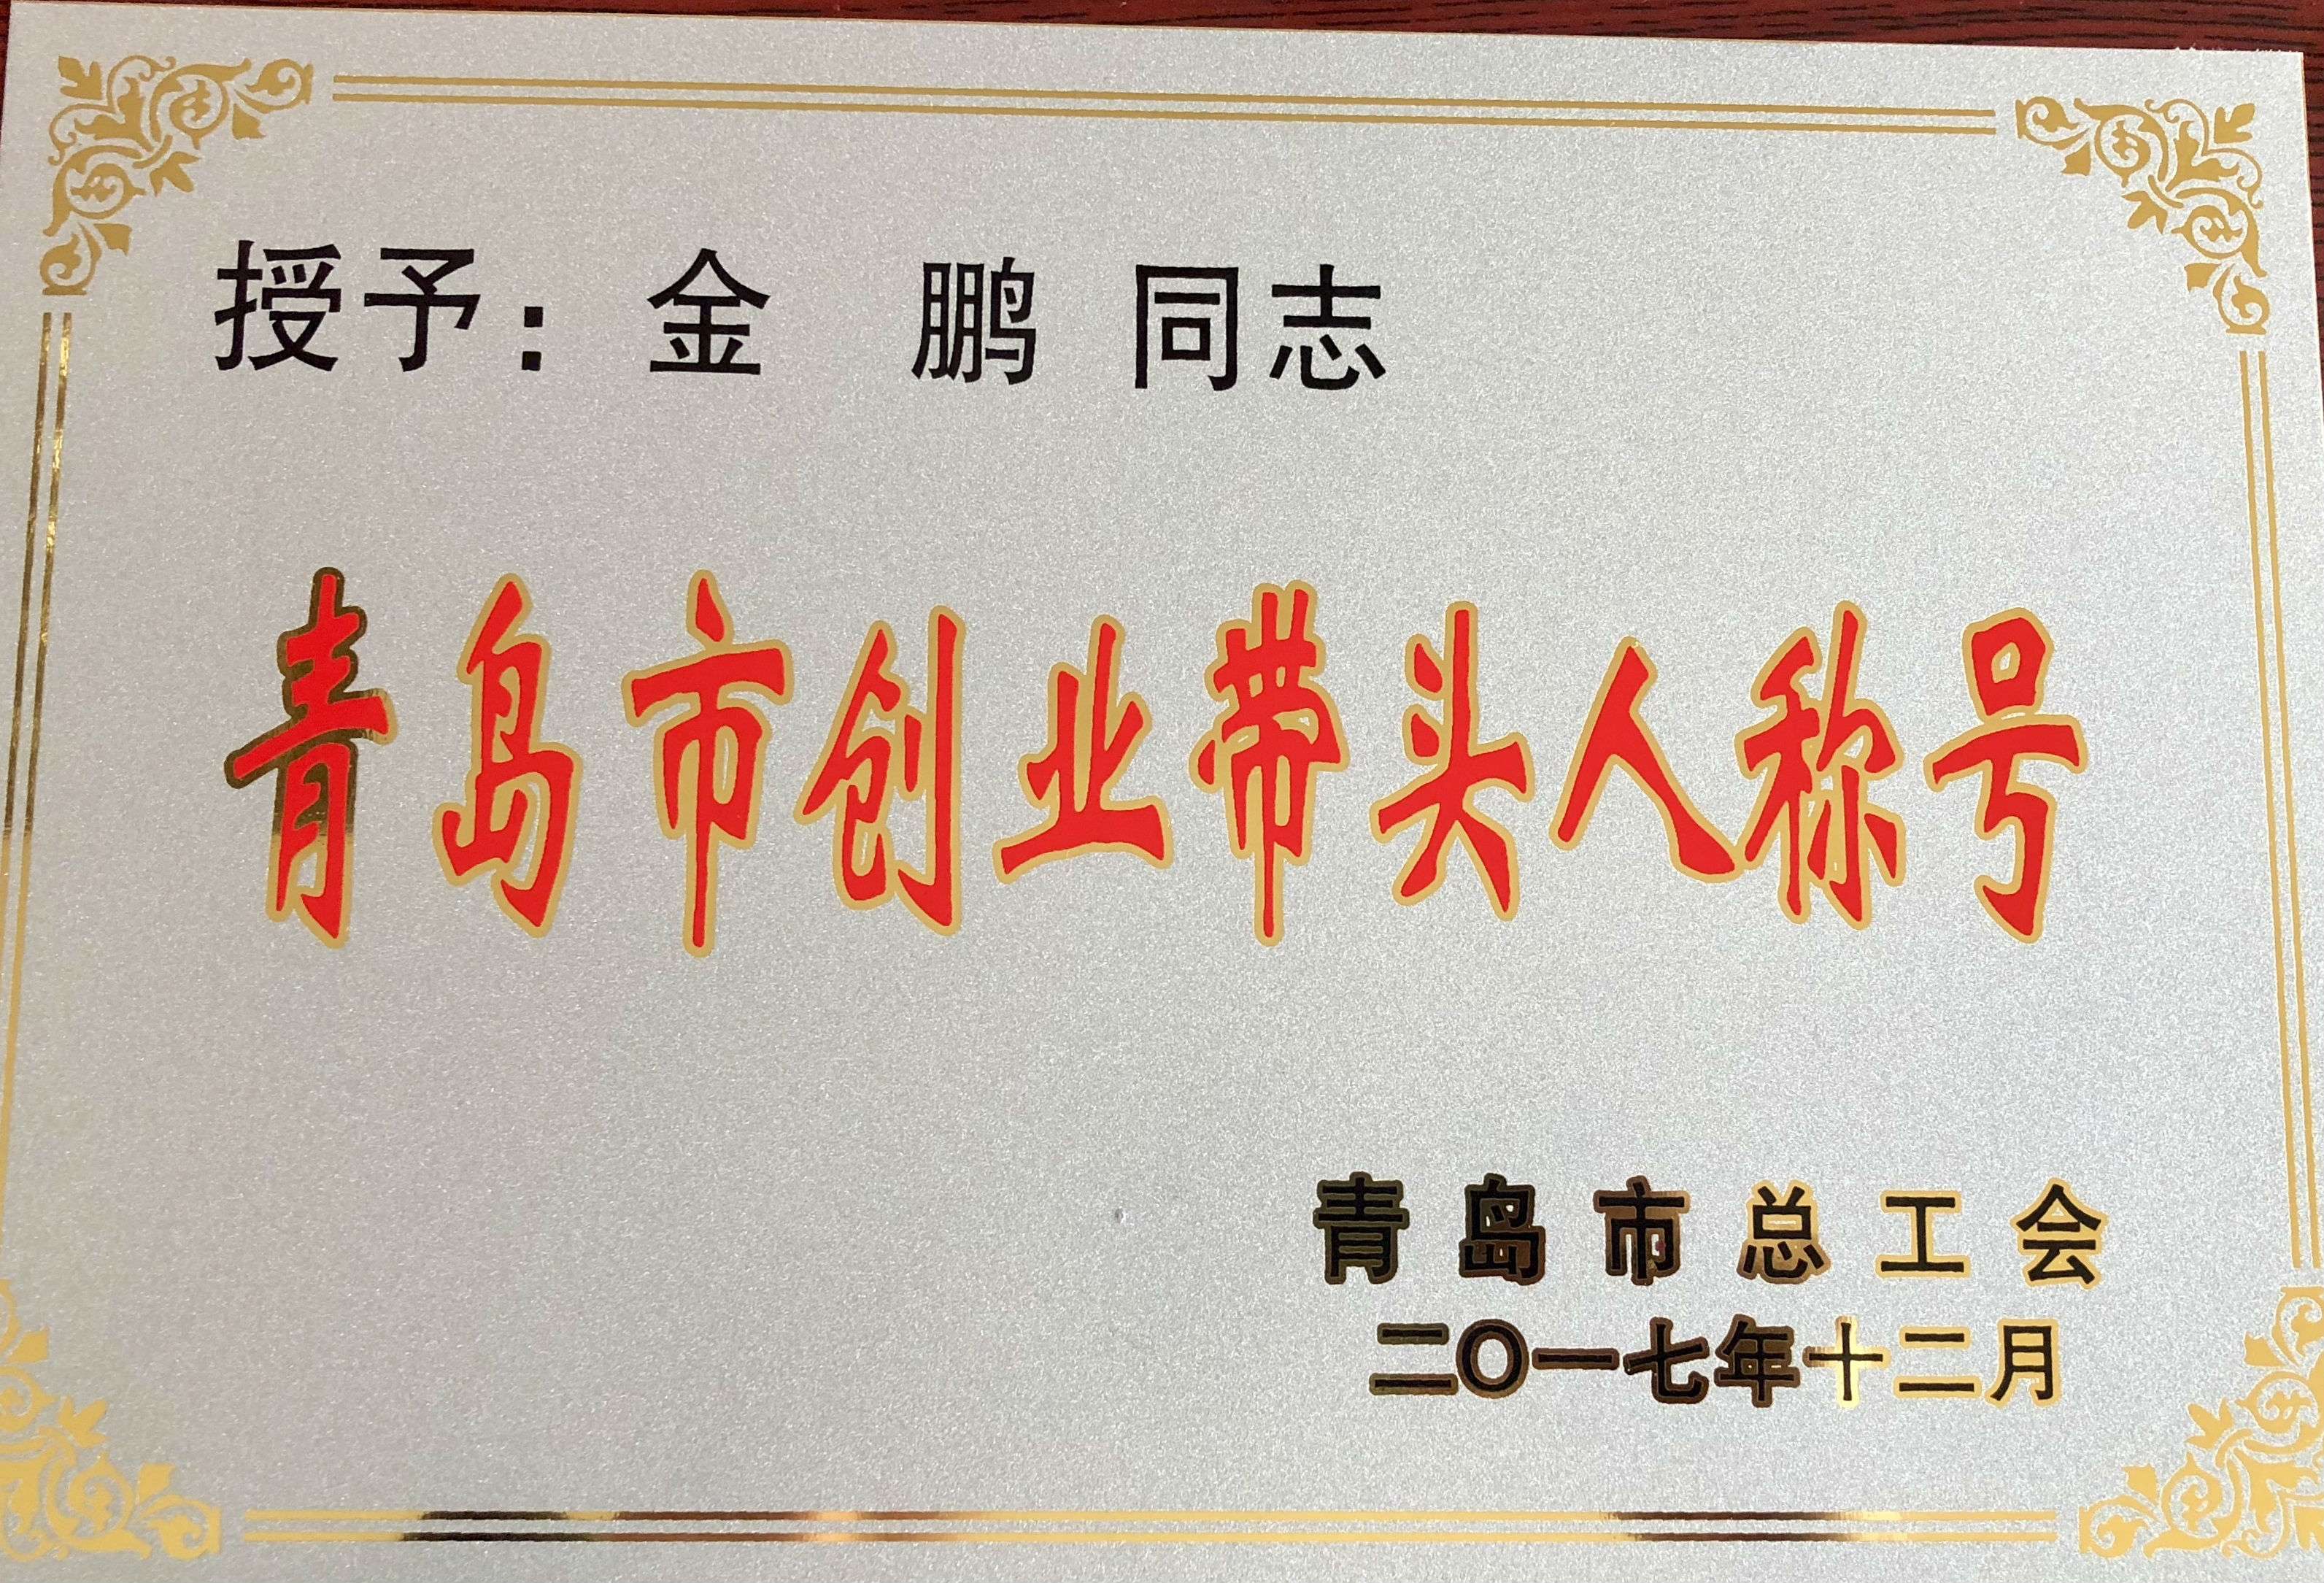 授予：金 鹏 同志
青岛市创业带头人称号
青岛市总工会
二〇一七年十二月